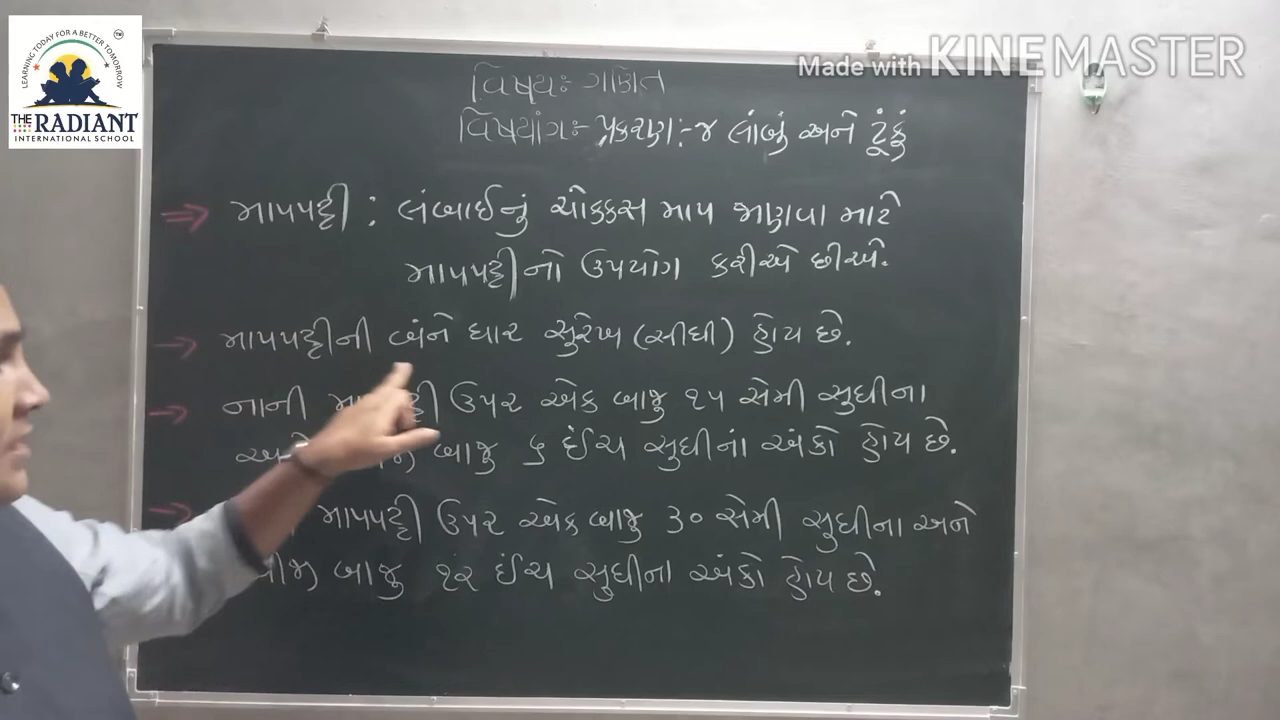 LEARNING TODAY FOR A BETTER TOMORROW
TM
THE RADIANT
INTERNATIONAL SCHOOL
Made with KINEMASTER
વિષય:- ગણિત
વિષયાંગ:- પ્રકરણ:-૪ લાંબું અને ટૂંકું
⇒ માપપટ્ટી : લંબાઈનું ચોક્કસ માપ જાણવા માટે
માપપટ્ટીનો ઉપયોગ કરીએ છીએ.
→ માપપટ્ટીની બંને ધાર સુરેખ (સીધી) હોય છે.
→ નાની ઉપર એક બાજુ ૧૫ સેમી સુધીના
બાજુ ૬ ઈંચ સુધીનાં અંકો હોય છે.
→ માપપટ્ટી ઉપર એક બાજુ ૩૦ સેમી સુધીના અને
બાજુ ૧૨ ઈંચ સુધીના અંકો હોય છે.